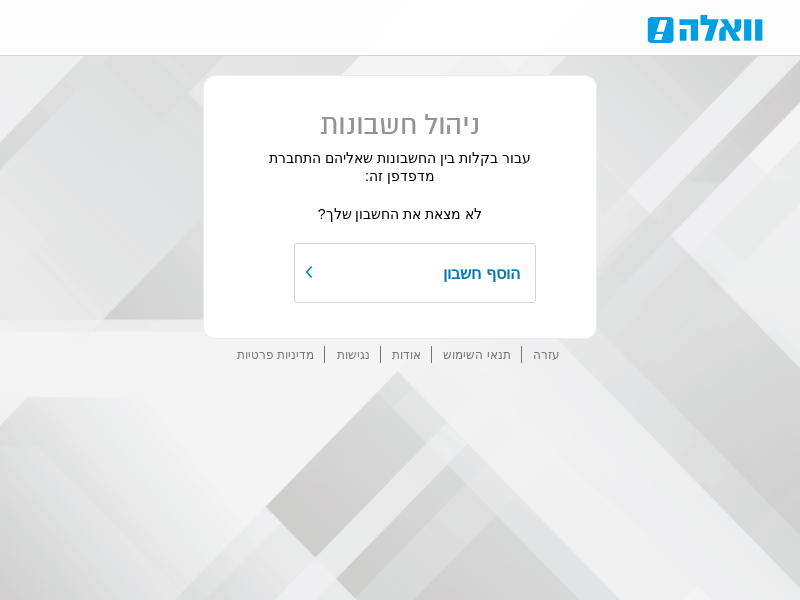 וואלה!
ניהול חשבונות
עבור בקלות בין החשבונות שאליהם התחברת
מדפדפן זה:
לא מצאת את החשבון שלך?
הוסף חשבון
עזרה
תנאי השימוש
אודות
נגישות
מדיניות פרטיות